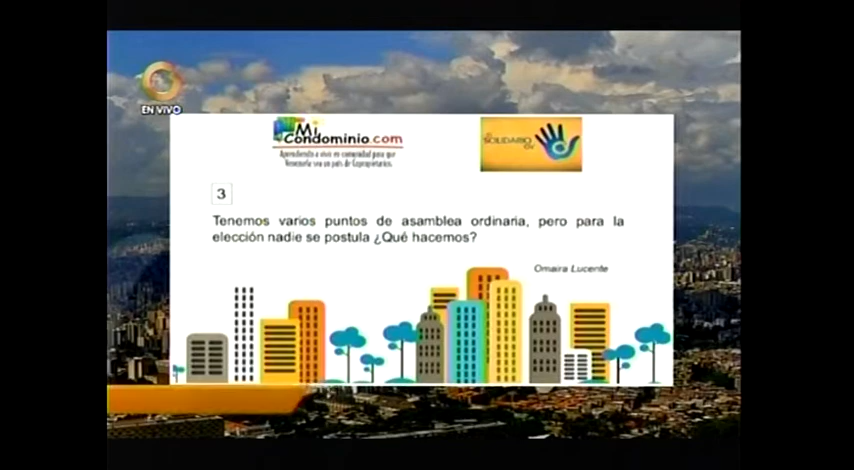 EN VIVO
Mi
Condominio.com
Aprendiendo a vivir en comunidad para que
Venezuela sea un país de Copropietarios.
SOLIDARIO
3
Tenemos varios puntos de asamblea ordinaria, pero para la
elección nadie se postula ¿Qué hacemos?
Omaira Lucente